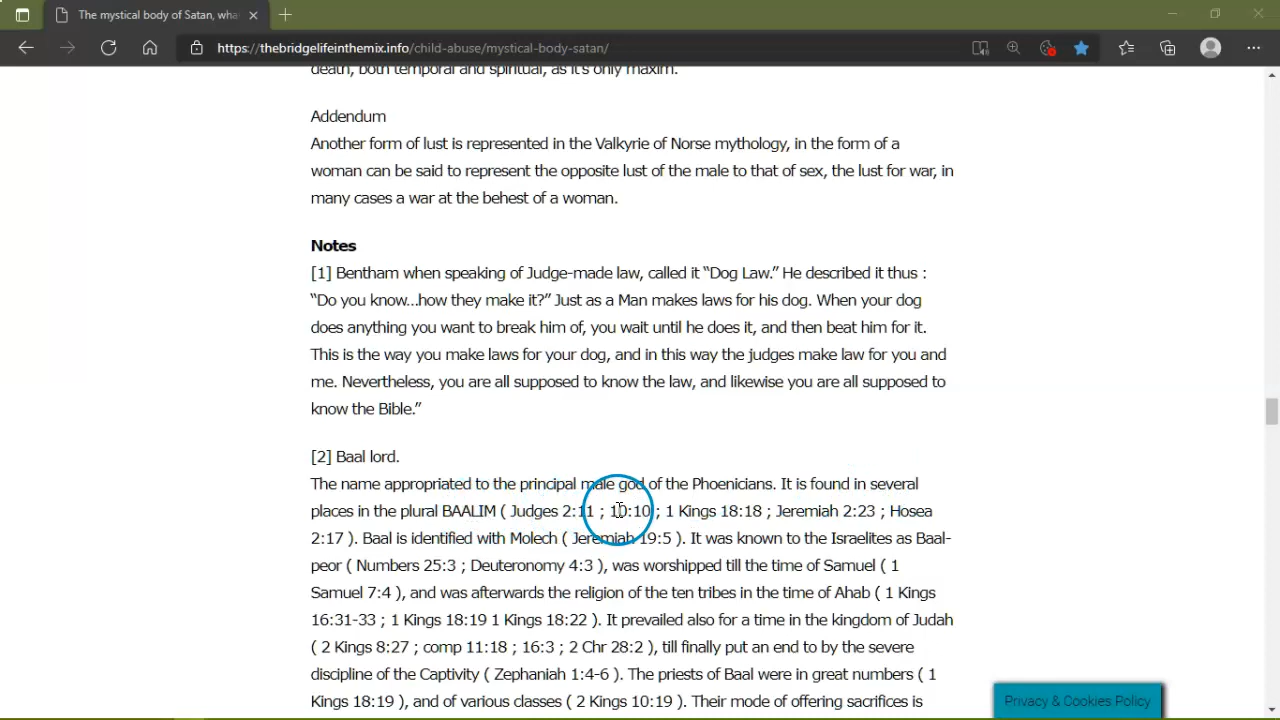 The mystical body of Satan, wha
https://thebridgelifeinthemix.info/child-abuse/mystical-body-satan/
death, both temporal and spiritual, as it's only maxim.
Addendum
Another form of lust is represented in the Valkyrie of Norse mythology, in the form of a
woman can be said to represent the opposite lust of the male to that of sex, the lust for war, in
many cases a war at the behest of a woman.
Notes
[1] Bentham when speaking of Judge-made law, called it “Dog Law.” He described it thus :
“Do you know…how they make it?” Just as a Man makes laws for his dog. When your dog
does anything you want to break him of, you wait until he does it, and then beat him for it.
This is the way you make laws for your dog, and in this way the judges make law for you and
me. Nevertheless, you are all supposed to know the law, and likewise you are all supposed to
know the Bible.”
[2] Baal lord.
The name appropriated to the principal male god of the Phoenicians. It is found in several
places in the plural BAALIM ( Judges 2:11 ; 10:10 ; 1 Kings 18:18 ; Jeremiah 2:23 ; Hosea
2:17 ). Baal is identified with Molech ( Jeremiah 19:5 ). It was known to the Israelites as Baal-
peor ( Numbers 25:3 ; Deuteronomy 4:3 ), was worshipped till the time of Samuel ( 1
Samuel 7:4 ), and was afterwards the religion of the ten tribes in the time of Ahab ( 1 Kings
16:31-33 ; 1 Kings 18:19 1 Kings 18:22 ). It prevailed also for a time in the kingdom of Judah
( 2 Kings 8:27 ; comp 11:18 ; 16:3 ; 2 Chr 28:2 ), till finally put an end to by the severe
discipline of the Captivity ( Zephaniah 1:4-6 ). The priests of Baal were in great numbers ( 1
Kings 18:19 ), and of various classes ( 2 Kings 10:19 ). Their mode of offering sacrifices is
Privacy & Cookies Policy